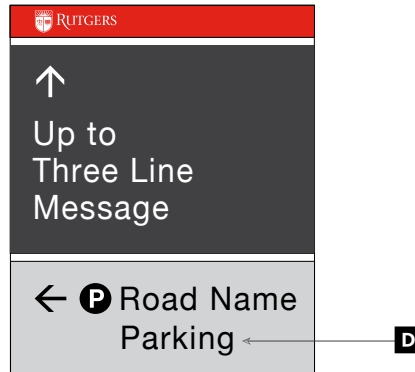 RUTGERS
↑
Up to
Three Line
Message
← P Road Name
Parking
D